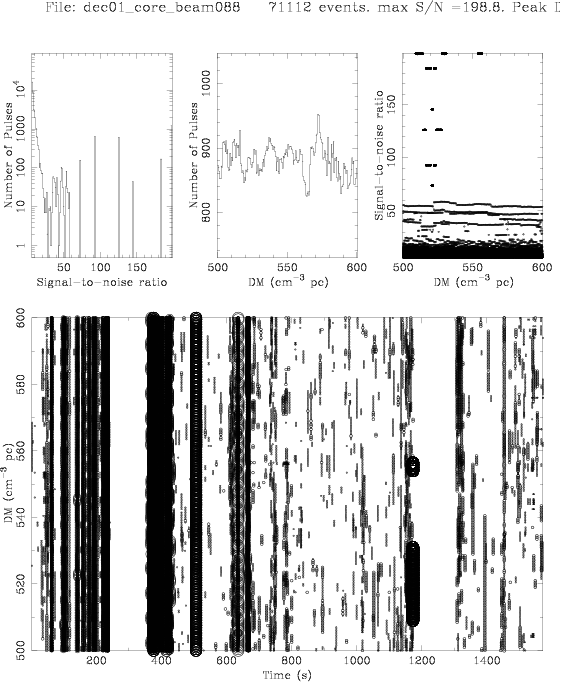 File: dec01_core_beam088 71112 events. max S/N =198.8. Peak D
Number of Pulses
10^4
1000
100
10
1
50 100 150
Signal-to-noise ratio
Number of Pulses
1000
900
800
500 550 600
DM (cm^-3 pc)
Signal-to-noise ratio
150
100
50
500 550 600
DM (cm^-3 pc)
DM (cm^-3 pc)
600
580
560
540
520
500
200 400 600 800 1000 1200 1400
Time (s)